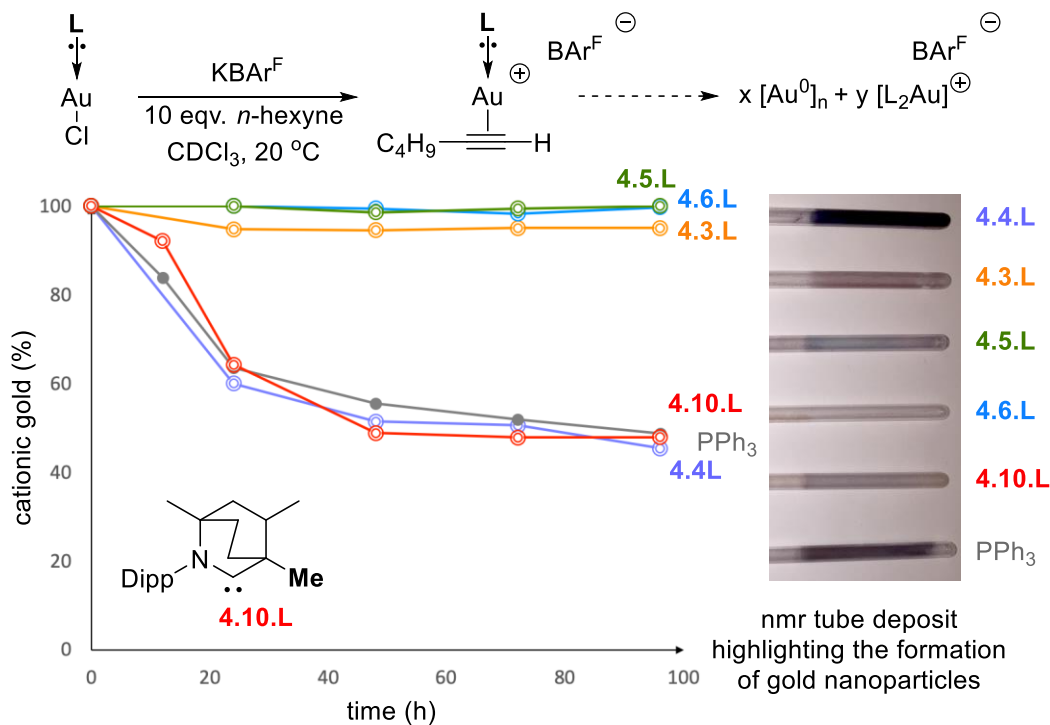 L
Au
Cl
KBArF
10 eqv. n-hexyne
CDCl3, 20 oC
L
Au
⊕
BArF ⊖
C4H9
H
x [Au0]n + y [L2Au]⊕
BArF ⊖
cationic gold (%)
100
80
60
40
20
0
0
20
40
60
80
100
time (h)
4.5.L
4.6.L
4.3.L
4.10.L
PPh3
4.4L
N
Dipp
Me
4.10.L
4.4.L
4.3.L
4.5.L
4.6.L
4.10.L
PPh3
nmr tube deposit
highlighting the formation
of gold nanoparticles